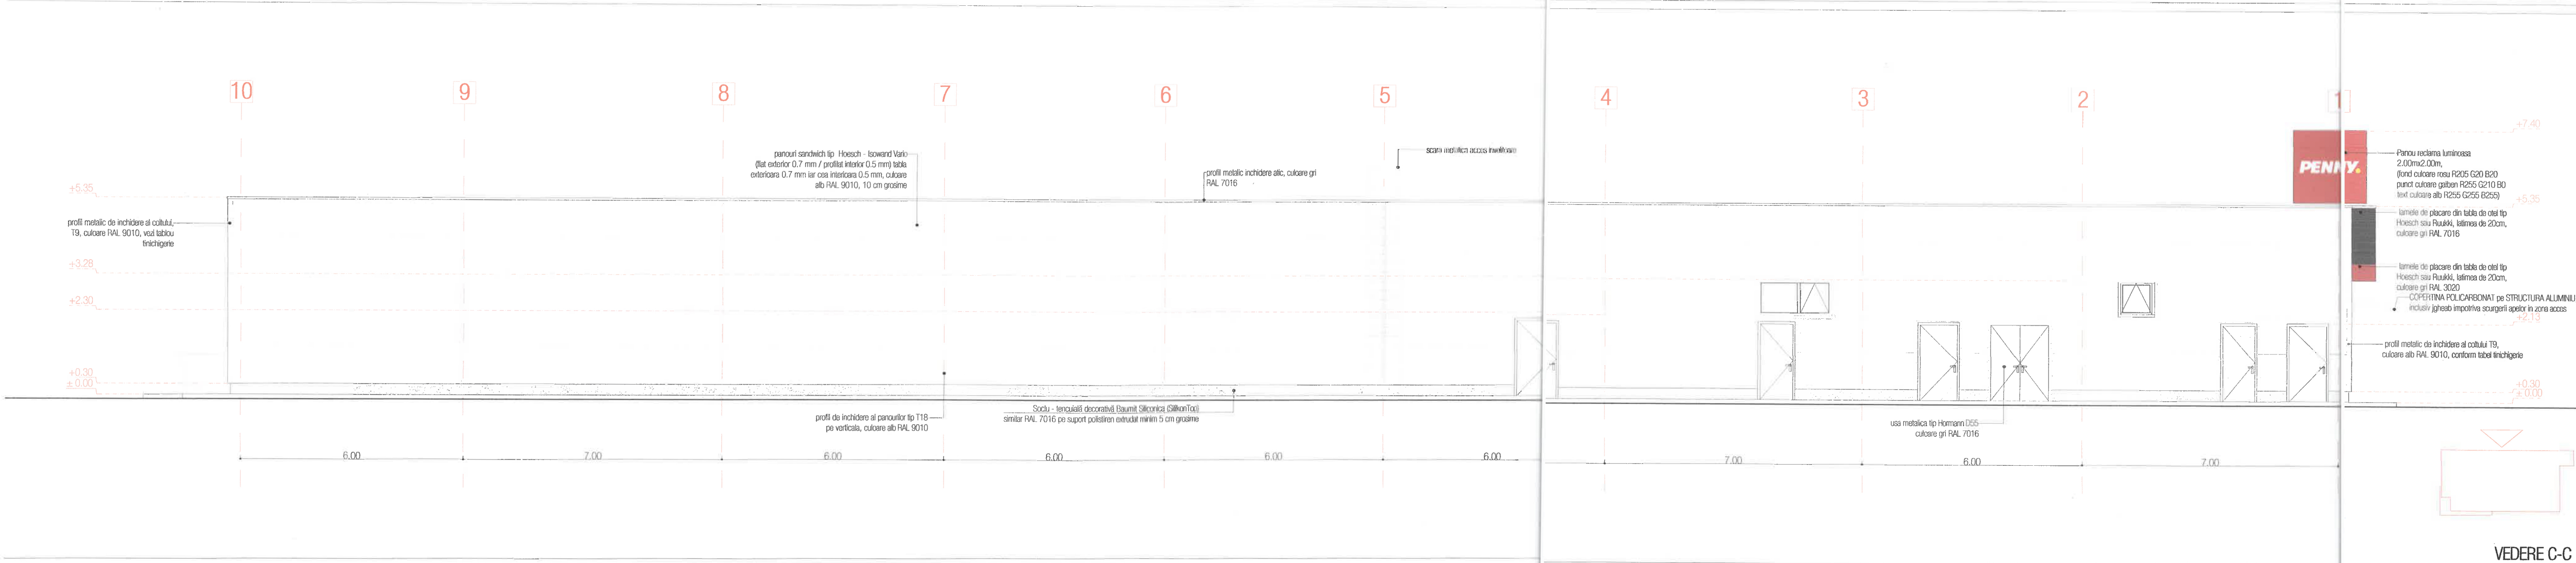 10
9
8
7
6
5
4
3
2
1
panouri sandwich tip Hoesch - Isowand Vario
(flat exterior 0.7 mm / profilat interior 0.5 mm) tabla
exterioara 0.7 mm iar cea interioara 0.5 mm, culoare
alb RAL 9010, 10 cm grosime
profil metalic inchidere atic, culoare gri
RAL 7016
scara metalica acces invelitoare
+7.40
PENNY.
Panou reclama luminoasa
2.00mx2.00m,
(fond culoare rosu R205 G20 B20
punct culoare galben R255 G210 B0
text culoara alb R255 G255 B255)
+5.35
+5.35
profil metalic de inchidere al coltului,
T9, culoare RAL 9010, vezi tablou
tinichigerie
lamele de placare din tabla de otel tip
Hoesch sau Ruukki, latimea de 20cm,
culoare gri RAL 7016
+3.28
lamele de placare din tabla de otel tip
Hoesch sau Ruukki, latimea de 20cm,
culoare gri RAL 3020
+2.30
COPERTINA POLICARBONAT pe STRUCTURA ALUMINIU
inclusiv jgheab impotriva scurgerii apelor in zona acces
+2.13
profil metalic de inchidere al coltului T9,
culoare alb RAL 9010, conform tabel tinichigerie
+0.30
± 0.00
+0.30
± 0.00
profil de inchidere al panourilor tip T18
pe verticala, culoare alb RAL 9010
Soclu - tencuială decorativă Baumit Siliconica (SilikonTop)
similar RAL 7016 pe suport polistiren extrudat minim 5 cm grosime
usa metalica tip Hormann D55
culoare gri RAL 7016
6.00
7.00
6.00
6.00
6.00
6.00
7.00
6.00
7.00
VEDERE C-C